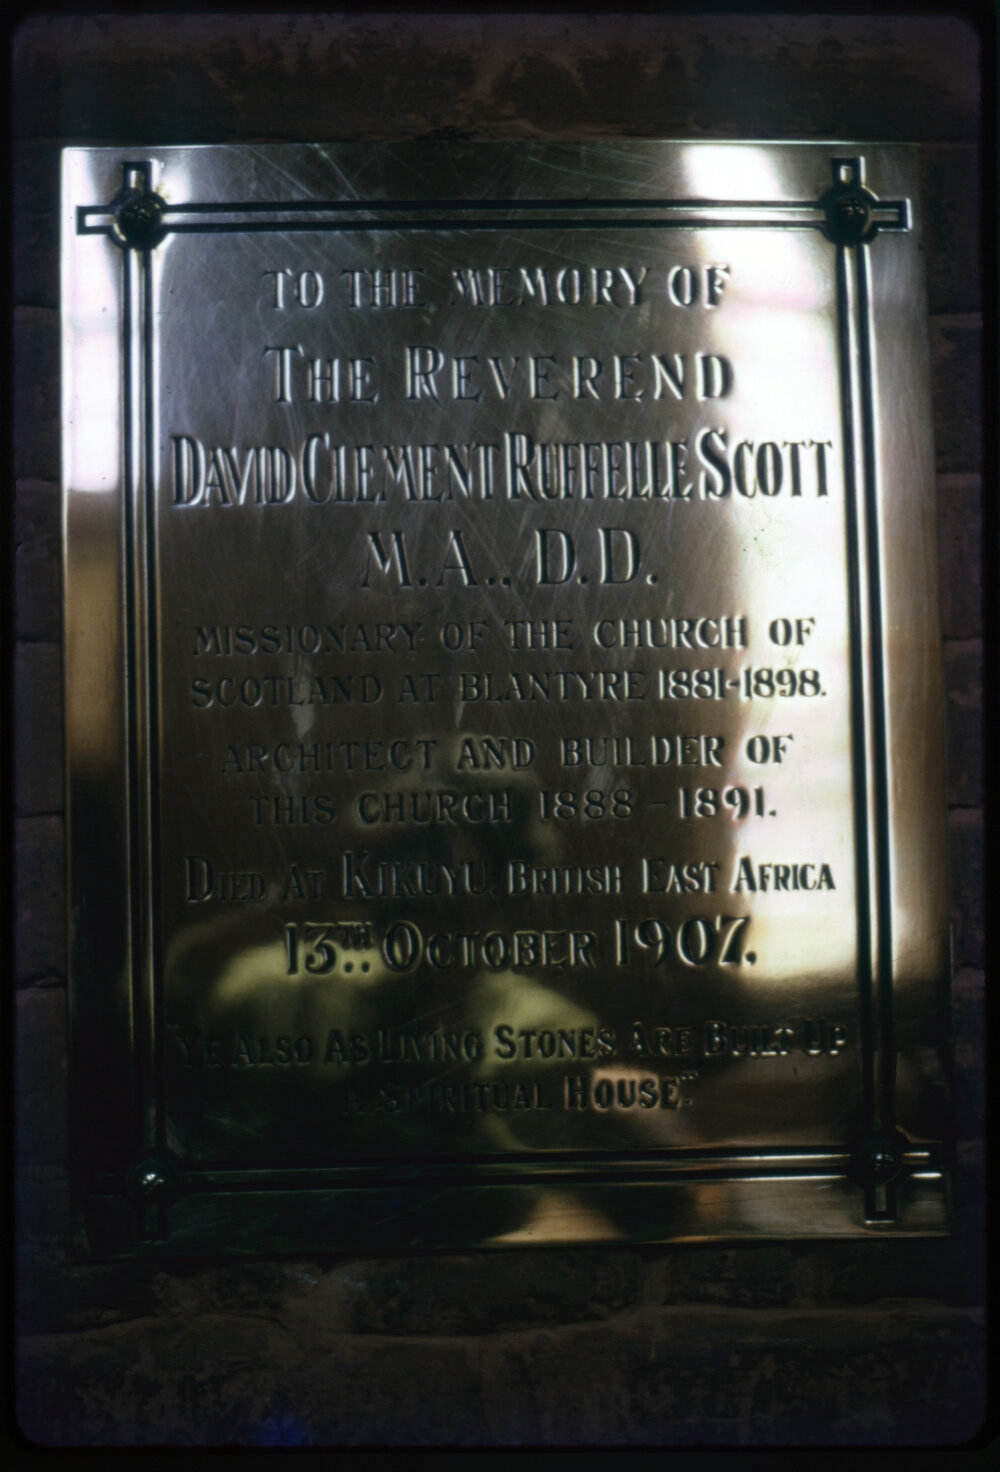 TO THE MEMORY OF
THE REVEREND
DAVID CLEMENT RUFFELLE SCOTT
M.A., D.D.
MISSIONARY OF THE CHURCH OF
SCOTLAND AT BLANTYRE 1881-1898.
ARCHITECT AND BUILDER OF
THIS CHURCH 1888-1891.
DIED AT KIKUYU, BRITISH EAST AFRICA
13TH.. OCTOBER 1907.
"YE ALSO AS LIVING STONES ARE BUILT UP
A SPIRITUAL HOUSE".